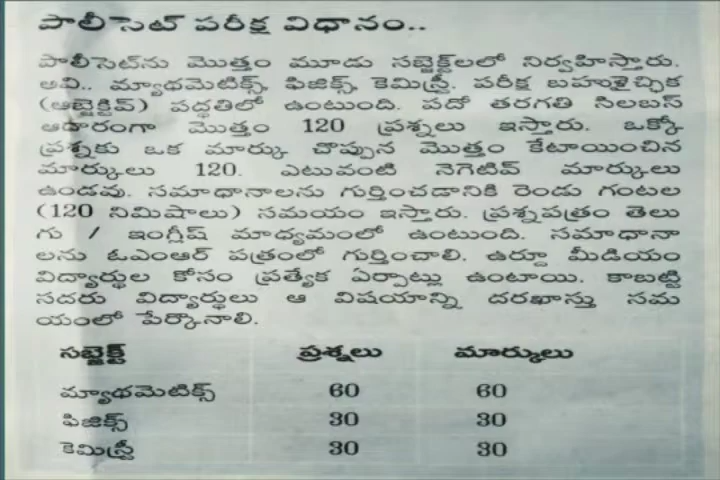 పాలీసెట్ పరీక్ష విధానం..
పాలీసెట్‌ను మొత్తం మూడు సబ్జెక్ట్‌లలో నిర్వహిస్తారు.
అవి.. మ్యాథమెటిక్స్, ఫిజిక్స్, కెమిస్ట్రీ. పరీక్ష బహుళైచ్ఛిక
(ఆబ్జెక్టివ్) పద్ధతిలో ఉంటుంది. పదో తరగతి సిలబస్
ఆధారంగా మొత్తం 120 ప్రశ్నలు ఇస్తారు. ఒక్కో
ప్రశ్నకు ఒక మార్కు చొప్పున మొత్తం కేటాయించిన
మార్కులు 120. ఎటువంటి నెగెటివ్ మార్కులు
ఉండవు. సమాధానాలను గుర్తించడానికి రెండు గంటల
(120 నిమిషాలు) సమయం ఇస్తారు. ప్రశ్నపత్రం తెలు
గు / ఇంగ్లీష్ మాధ్యమంలో ఉంటుంది. సమాధానా
లను ఓఎంఆర్ పత్రంలో గుర్తించాలి. ఉర్దూ మీడియం
విద్యార్థుల కోసం ప్రత్యేక ఏర్పాట్లు ఉంటాయి. కాబట్టి
సదరు విద్యార్థులు ఆ విషయాన్ని దరఖాస్తు సమ
యంలో పేర్కొనాలి.
సబ్జెక్ట్ ప్రశ్నలు మార్కులు
మ్యాథమెటిక్స్ 60 60
ఫిజిక్స్ 30 30
కెమిస్ట్రీ 30 30